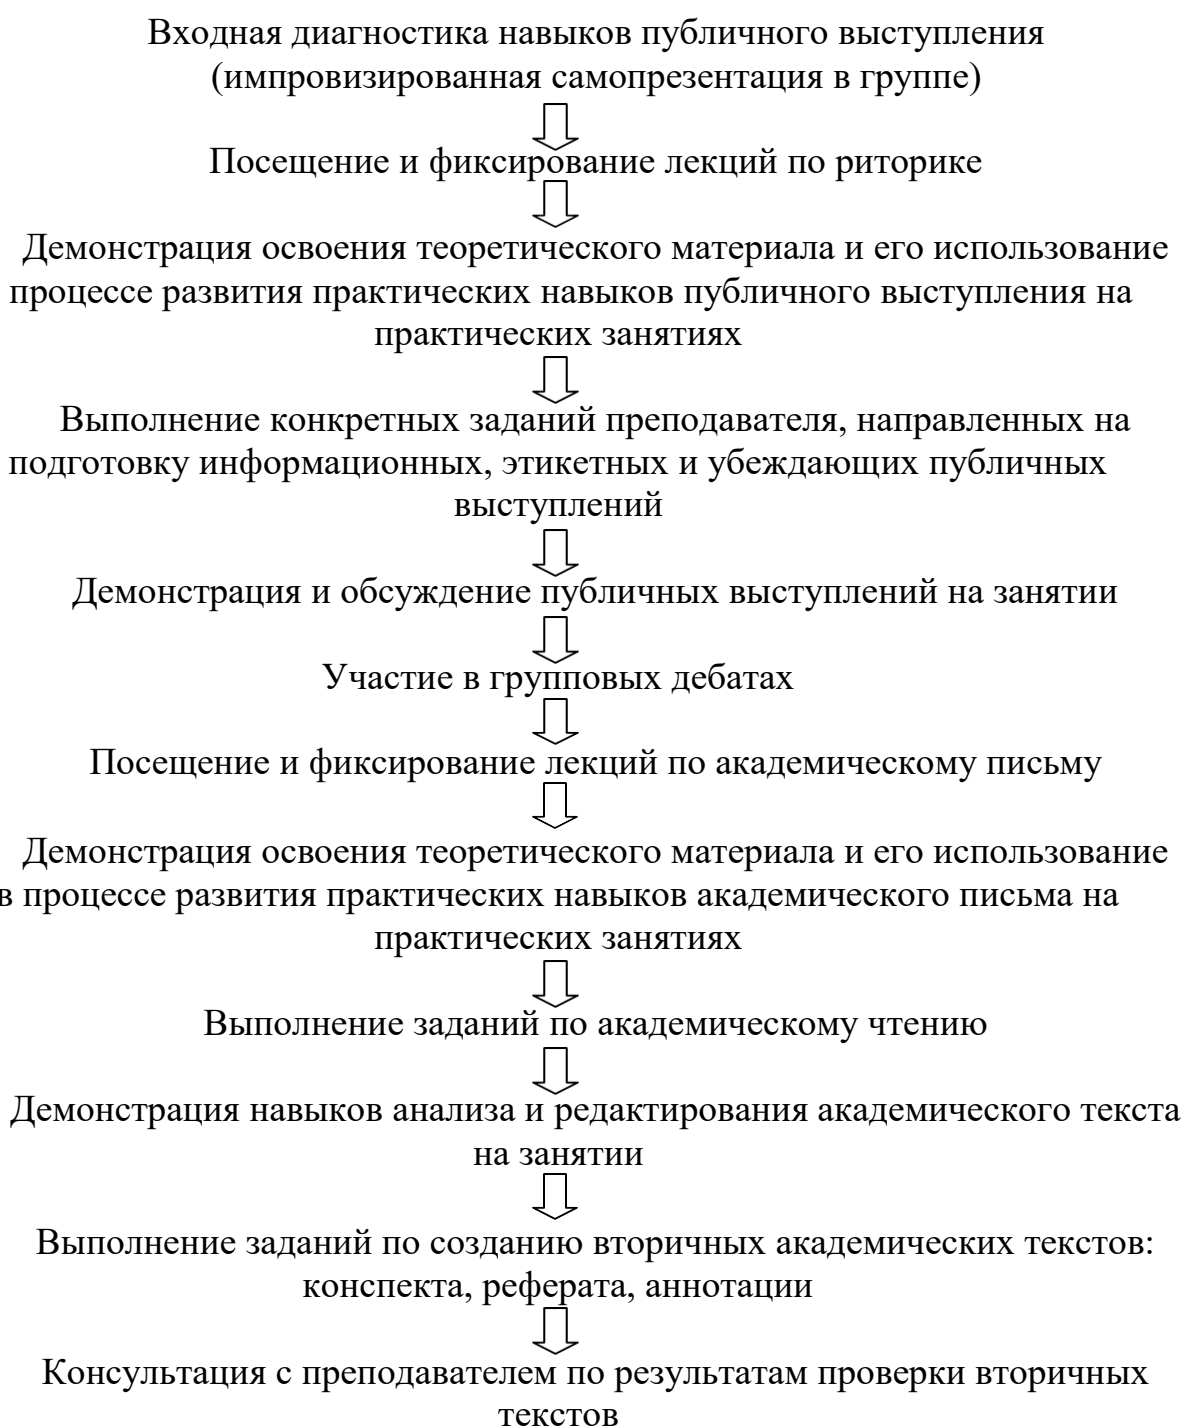 Входная диагностика навыков публичного выступления
(импровизированная самопрезентация в группе)
Посещение и фиксирование лекций по риторике
Демонстрация освоения теоретического материала и его использование
процессе развития практических навыков публичного выступления на
практических занятиях
Выполнение конкретных заданий преподавателя, направленных на
подготовку информационных, этикетных и убеждающих публичных
выступлений
Демонстрация и обсуждение публичных выступлений на занятии
Участие в групповых дебатах
Посещение и фиксирование лекций по академическому письму
Демонстрация освоения теоретического материала и его использование
в процессе развития практических навыков академического письма на
практических занятиях
Выполнение заданий по академическому чтению
Демонстрация навыков анализа и редактирования академического текста
на занятии
Выполнение заданий по созданию вторичных академических текстов:
конспекта, реферата, аннотации
Консультация с преподавателем по результатам проверки вторичных
текстов